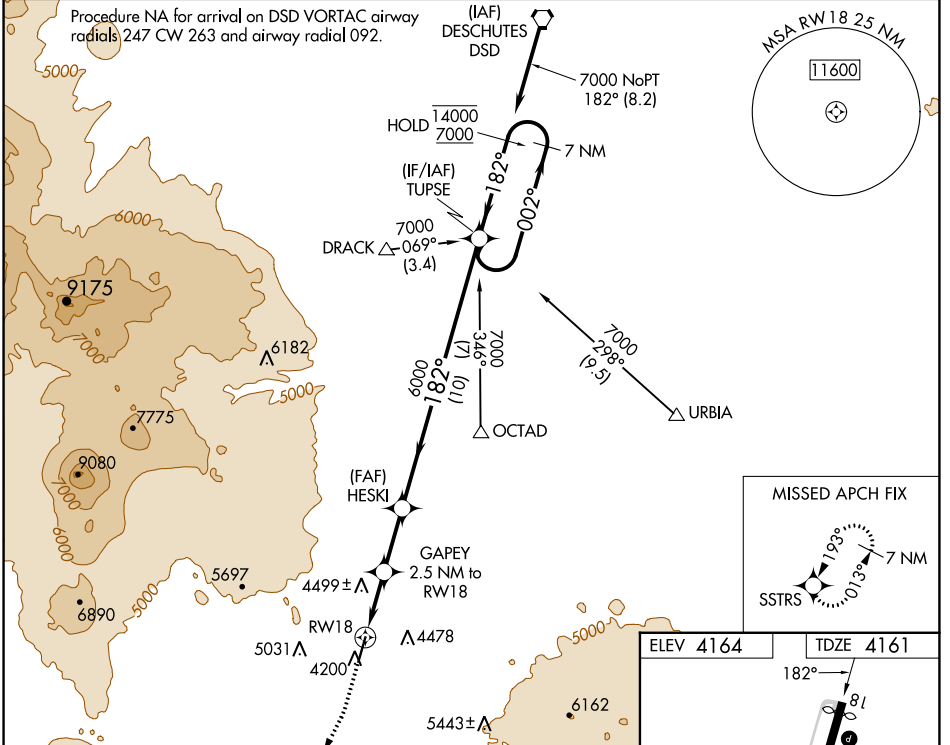 Procedure NA for arrival on DSD VORTAC airway
radials 247 CW 263 and airway radial 092.
(IAF)
DESCHUTES
DSD
7000 NoPT
182° (8.2)
MSA RW18 25 NM
11600
HOLD
14000
7000
7 NM
182°
002°
(IF/IAF)
TUPSE
DRACK
7000
069°
(3.4)
5000
6000
9175
7000
6182
5000
7775
9080
7000
6000
6000
182°
(10)
7000
346°
(7)
OCTAD
7000
298°
(9.5)
URBIA
(FAF)
HESKI
GAPEY
2.5 NM to
RW18
4499±
5697
6890
5000
RW18
5031
4200
4478
5000
6162
5443±
MISSED APCH FIX
193°
013°
7 NM
SSTRS
ELEV 4164
TDZE 4161
182°
18
P